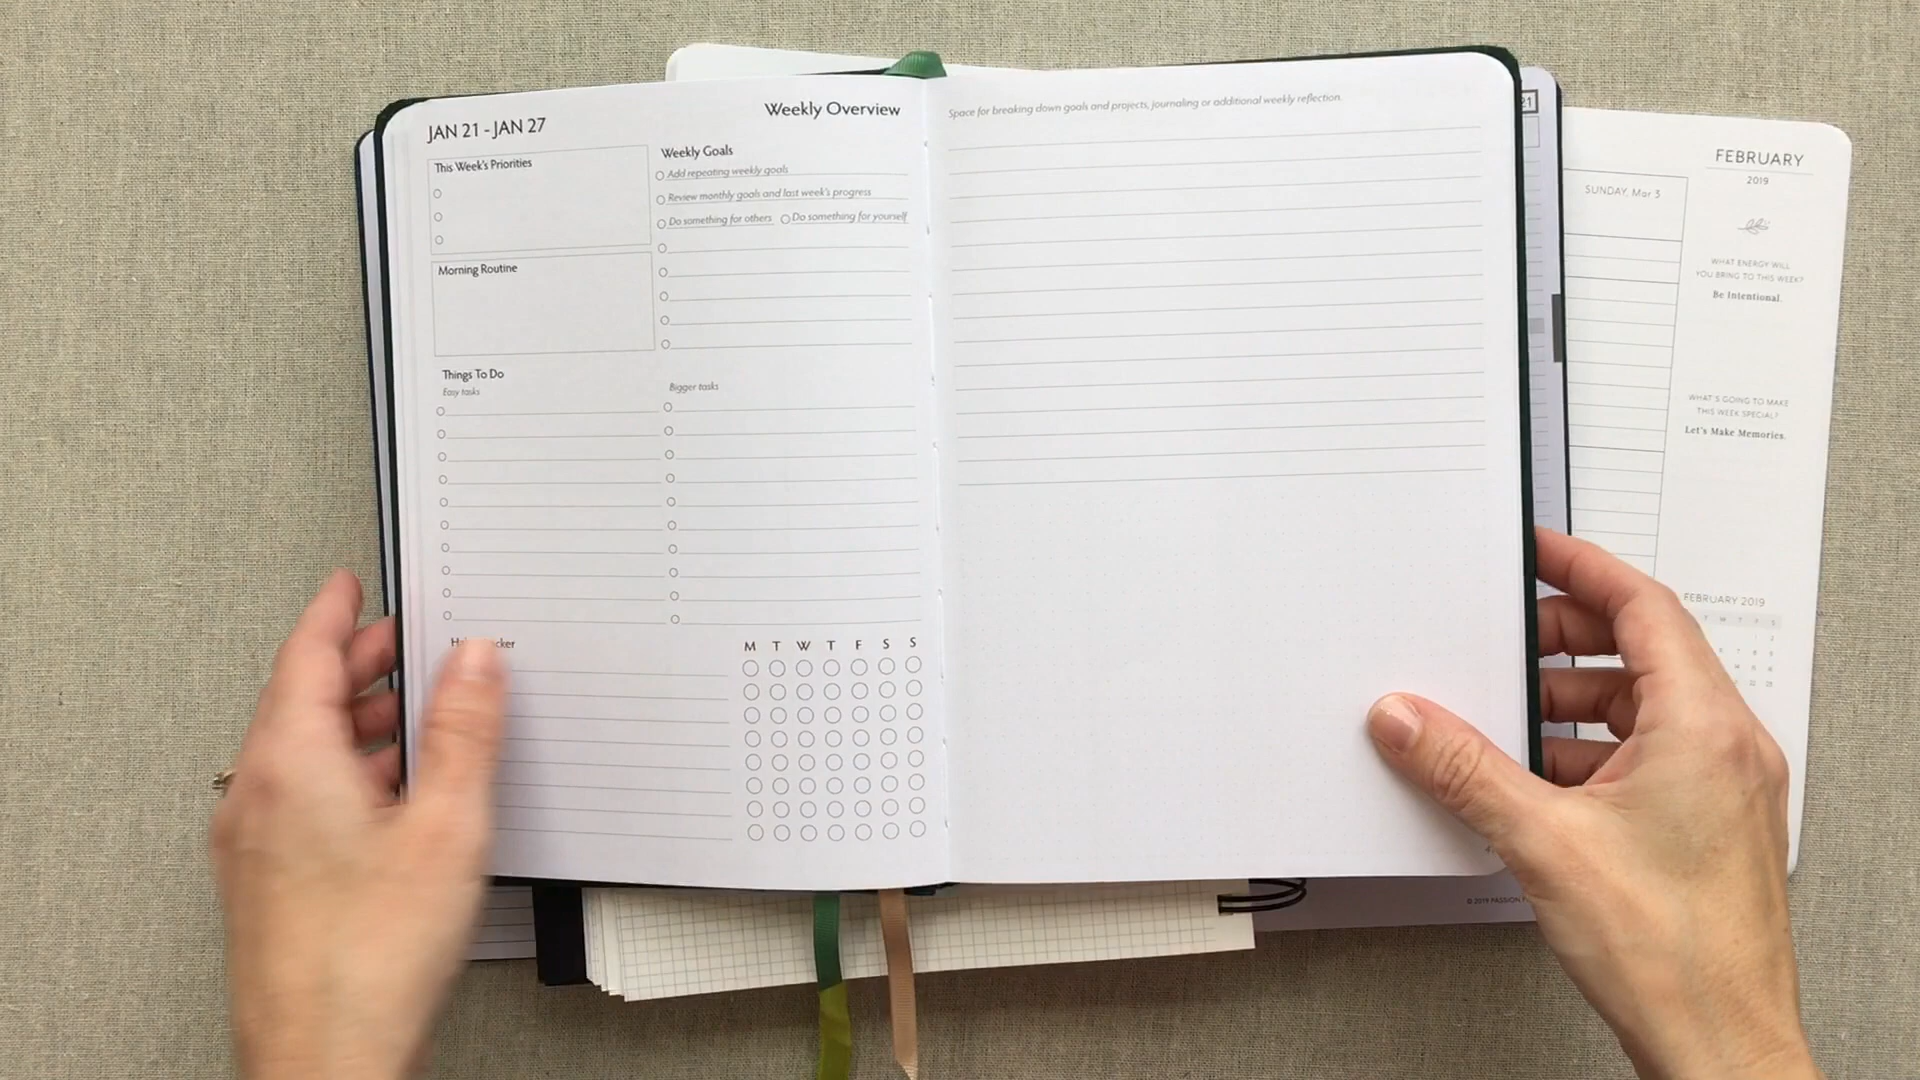 JAN 21 - JAN 27
Weekly Overview
This Week's Priorities
Morning Routine
Weekly Goals
Add repeating weekly goals
Review monthly goals and last week's progress
Do something for others Do something for yourself
Things To Do
Easy tasks
Bigger tasks
M T W T F S S
Space for breaking down goals and projects, journaling or additional weekly reflection.
21
SUNDAY, Mar 3
FEBRUARY
2019
WHAT ENERGY WILL
YOU BRING TO THIS WEEK?
Be Intentional.
WHAT'S GOING TO MAKE
THIS WEEK SPECIAL?
Let's Make Memories.
FEBRUARY 2019
© 2019 PASSION